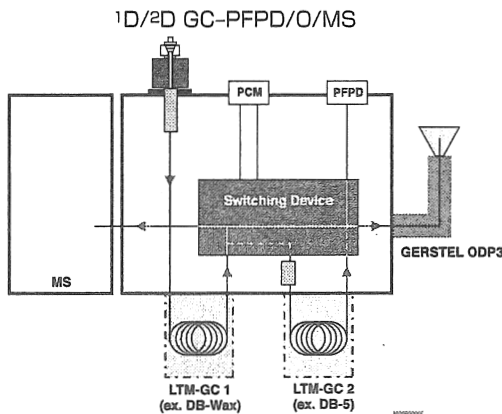 ¹D/²D GC-PFPD/O/MS
PCM
PFPD
Switching Device
GERSTEL ODP3
MS
LTM-GC 1
(ex. DB-Wax)
LTM-GC 2
(ex. DB-5)